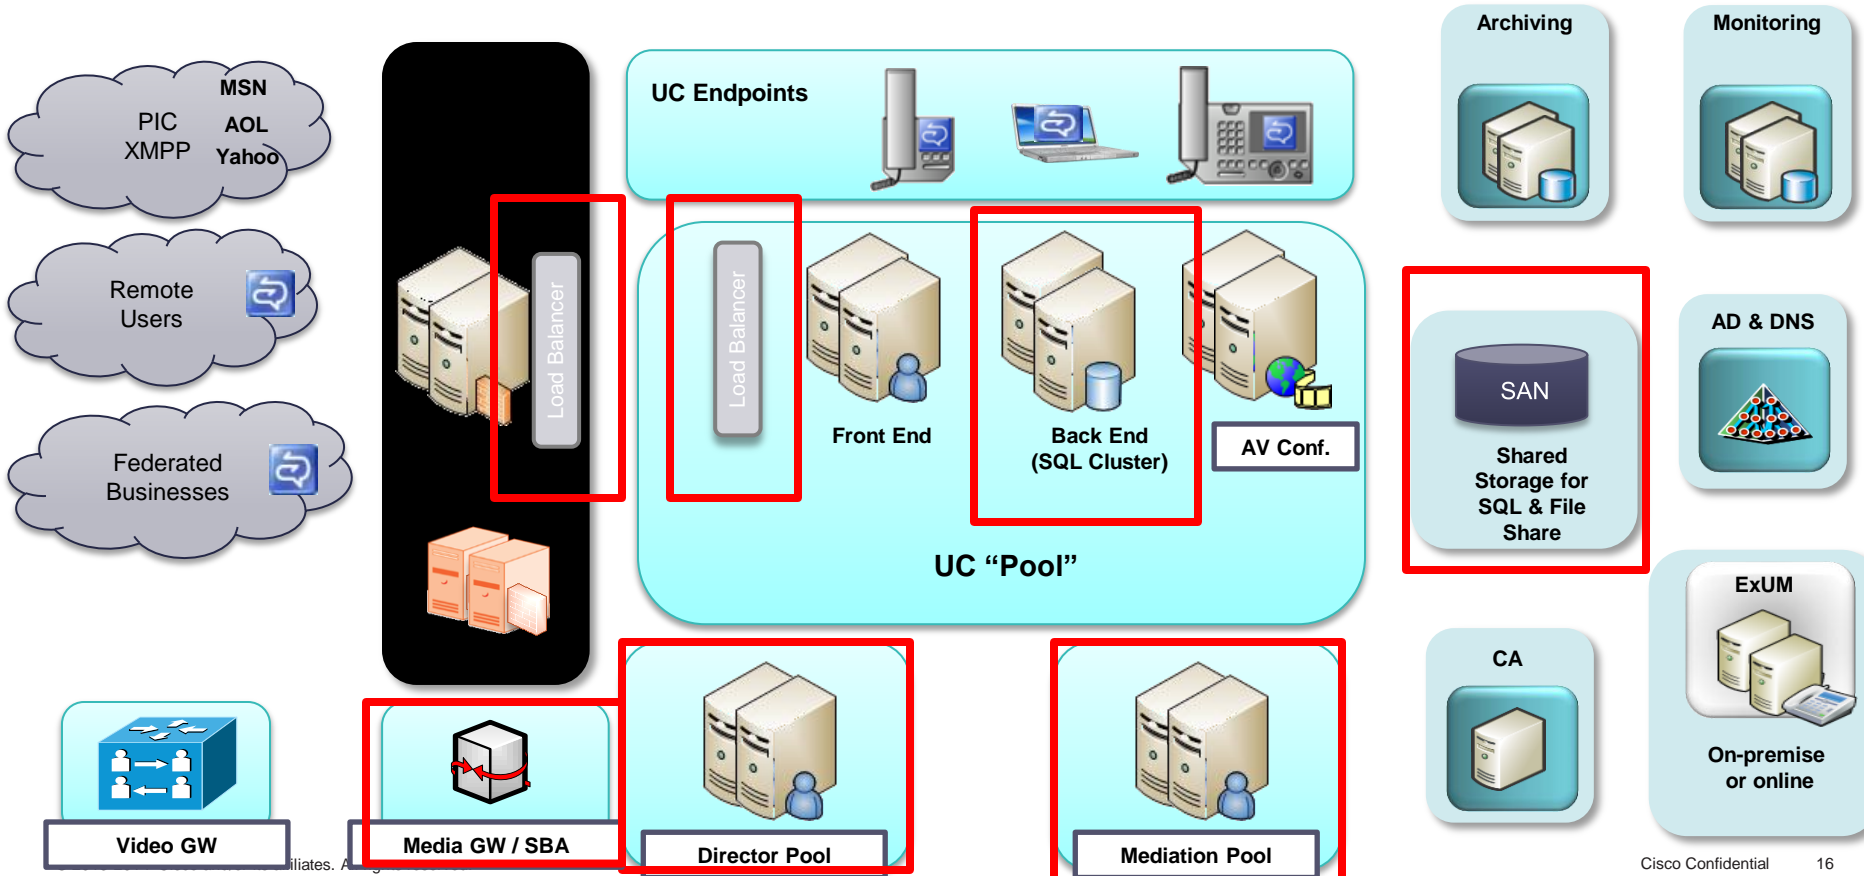 PIC
XMPP
MSN
AOL
Yahoo
Remote
Users
Federated
Businesses
Load Balancer
UC Endpoints
Load Balancer
Front End
Back End
(SQL Cluster)
AV Conf.
UC “Pool”
Archiving
Monitoring
SAN
Shared
Storage for
SQL & File
Share
AD & DNS
CA
ExUM
On-premise
or online
Video GW
Media GW / SBA
Director Pool
Mediation Pool
Cisco Confidential
16